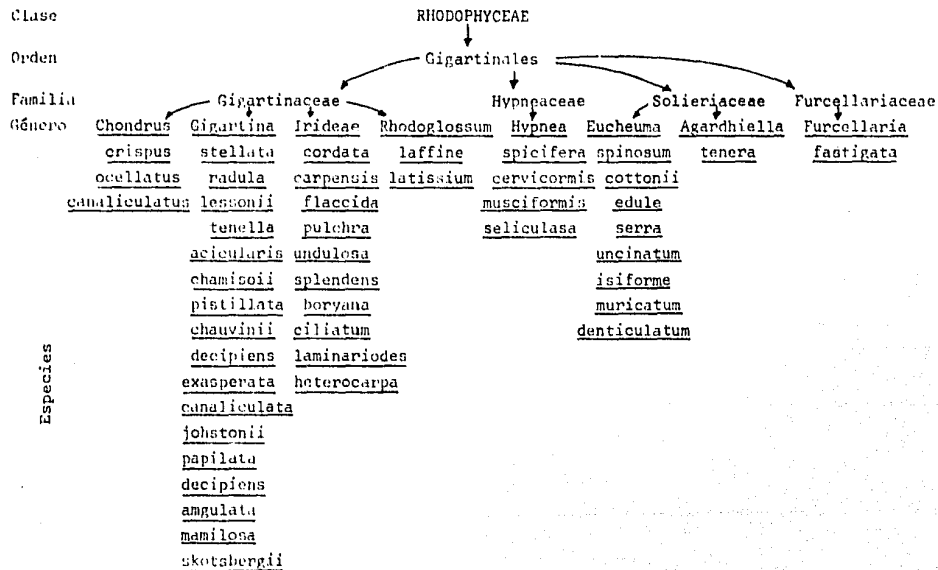 Clase RHODOPHYCEAE
Orden Gigartinales
Familia Gigartinaceae Hypneaceae Solieriaceae Furcellariaceae
Género Chondrus Gigartina Irideae Rhodoglossum Hypnea Eucheuma Agardhiella Furcellaria
crispus stellata cordata laffine spicifera spinosum tenera fastigata
ocellatus radula carpensis latissium cervicormis cottonii
canaliculatus lessonii flaccida musciformis edule
tenella pulchra seliculasa serra
acicularis undulosa uncinatum
chamisoii splendens isiforme
pistillata boryana muricatum
chauvinii ciliatum denticulatum
decipiens laminariodes
exasperata heterocarpa
canaliculata
johstonii
papilata
decipiens
amgulata
mamilosa
skotsbergii
Especies